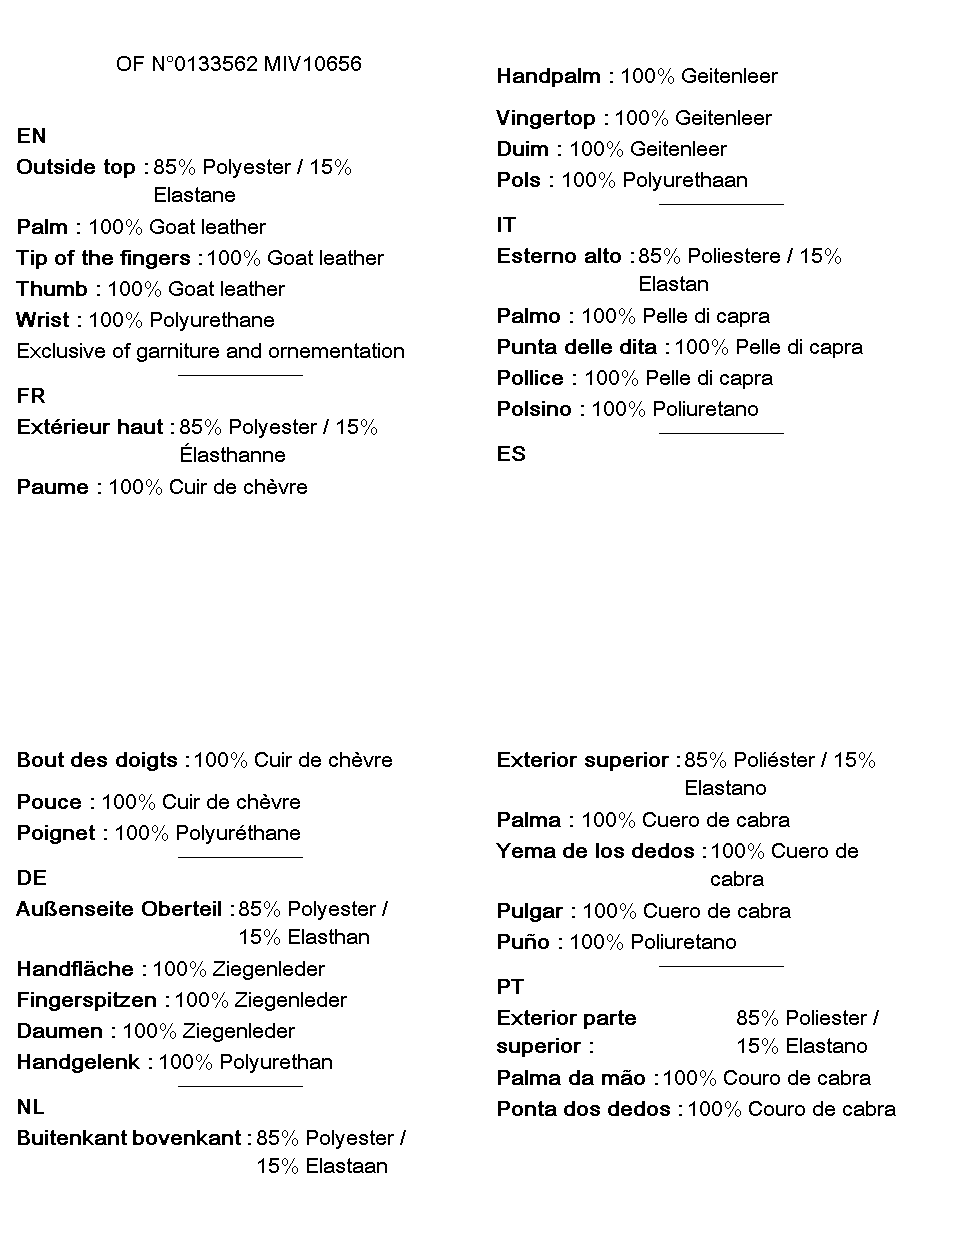 OF N°0133562 MIV10656
EN
Outside top : 85% Polyester / 15%
Elastane
Palm : 100% Goat leather
Tip of the fingers : 100% Goat leather
Thumb : 100% Goat leather
Wrist : 100% Polyurethane
Exclusive of garniture and ornementation
FR
Extérieur haut : 85% Polyester / 15%
Élasthanne
Paume : 100% Cuir de chèvre
Bout des doigts : 100% Cuir de chèvre
Pouce : 100% Cuir de chèvre
Poignet : 100% Polyuréthane
DE
Außenseite Oberteil : 85% Polyester /
15% Elasthan
Handfläche : 100% Ziegenleder
Fingerspitzen : 100% Ziegenleder
Daumen : 100% Ziegenleder
Handgelenk : 100% Polyurethan
NL
Buitenkant bovenkant : 85% Polyester /
15% Elastaan
Handpalm : 100% Geitenleer
Vingertop : 100% Geitenleer
Duim : 100% Geitenleer
Pols : 100% Polyurethaan
IT
Esterno alto : 85% Poliestere / 15%
Elastan
Palmo : 100% Pelle di capra
Punta delle dita : 100% Pelle di capra
Pollice : 100% Pelle di capra
Polsino : 100% Poliuretano
ES
Exterior superior : 85% Poliéster / 15%
Elastano
Palma : 100% Cuero de cabra
Yema de los dedos : 100% Cuero de
cabra
Pulgar : 100% Cuero de cabra
Puño : 100% Poliuretano
PT
Exterior parte 85% Poliester /
superior : 15% Elastano
Palma da mão : 100% Couro de cabra
Ponta dos dedos : 100% Couro de cabra